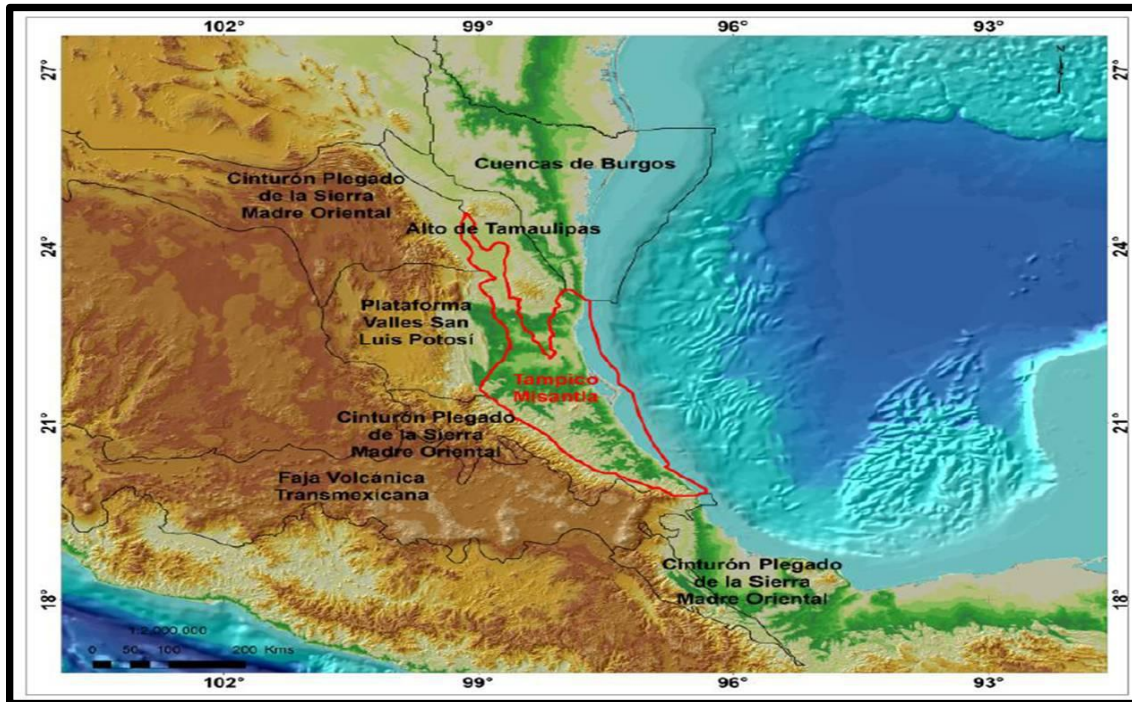 102° 99° 96° 93°
27° 27°
Cuencas de Burgos
Cinturón Plegado
de la Sierra
Madre Oriental
Alto de Tamaulipas
24° 24°
Plataforma
Valles San
Luis Potosí
Tampico
Misantla
21° 21°
Cinturón Plegado
de la Sierra
Madre Oriental
Faja Volcánica
Transmexicana
Cinturón Plegado
de la Sierra
Madre Oriental
18° 18°
1:2,000,000
0 50 100 200 Kms
102° 99° 96° 93°